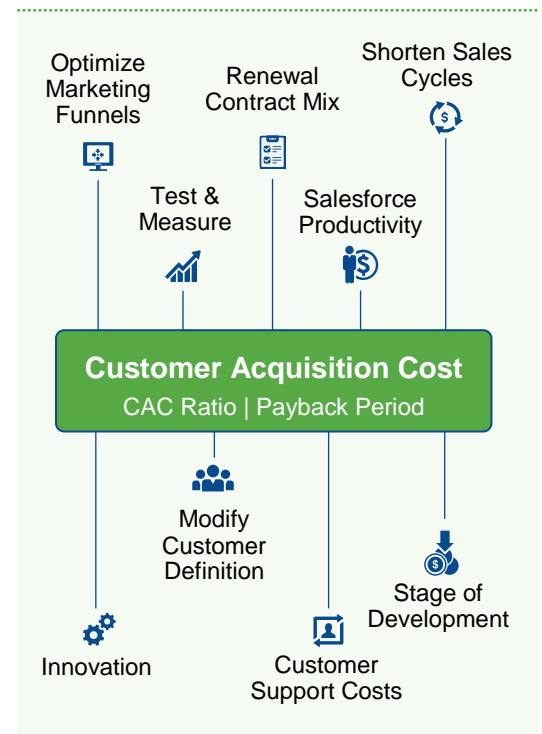 Optimize
Marketing
Funnels
Renewal
Contract Mix
Shorten Sales
Cycles
Test &
Measure
Salesforce
Productivity
Customer Acquisition Cost
CAC Ratio | Payback Period
Modify
Customer
Definition
Stage of
Development
Innovation
Customer
Support Costs